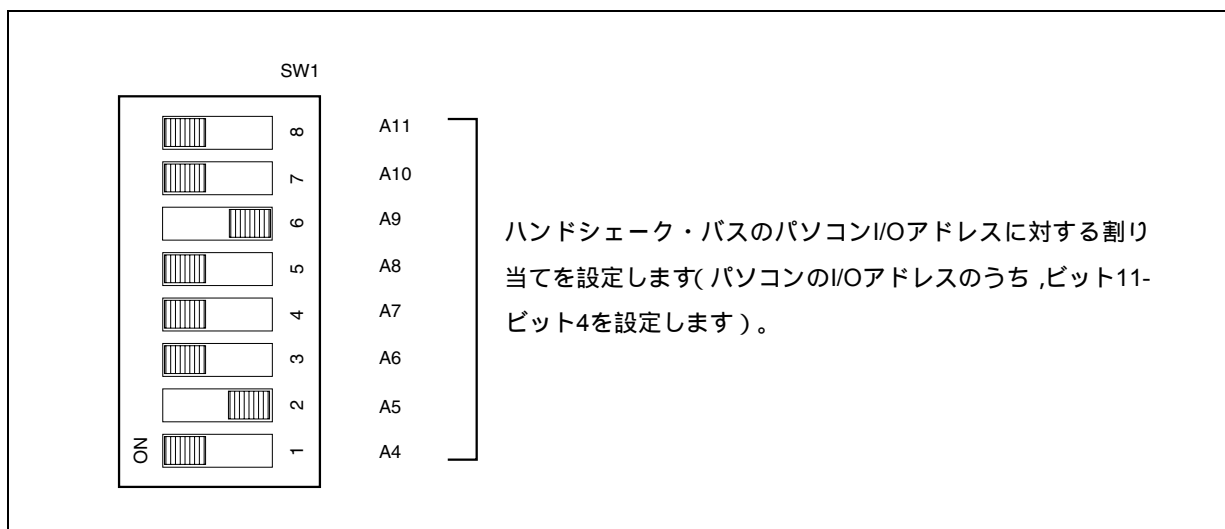 SW1
8 A11
7 A10
6 A9
5 A8
4 A7
3 A6
2 A5
ON 1 A4
ハンドシェーク・バスのパソコンI/Oアドレスに対する割り
当てを設定します(パソコンのI/Oアドレスのうち,ビット11-
ビット4を設定します)。